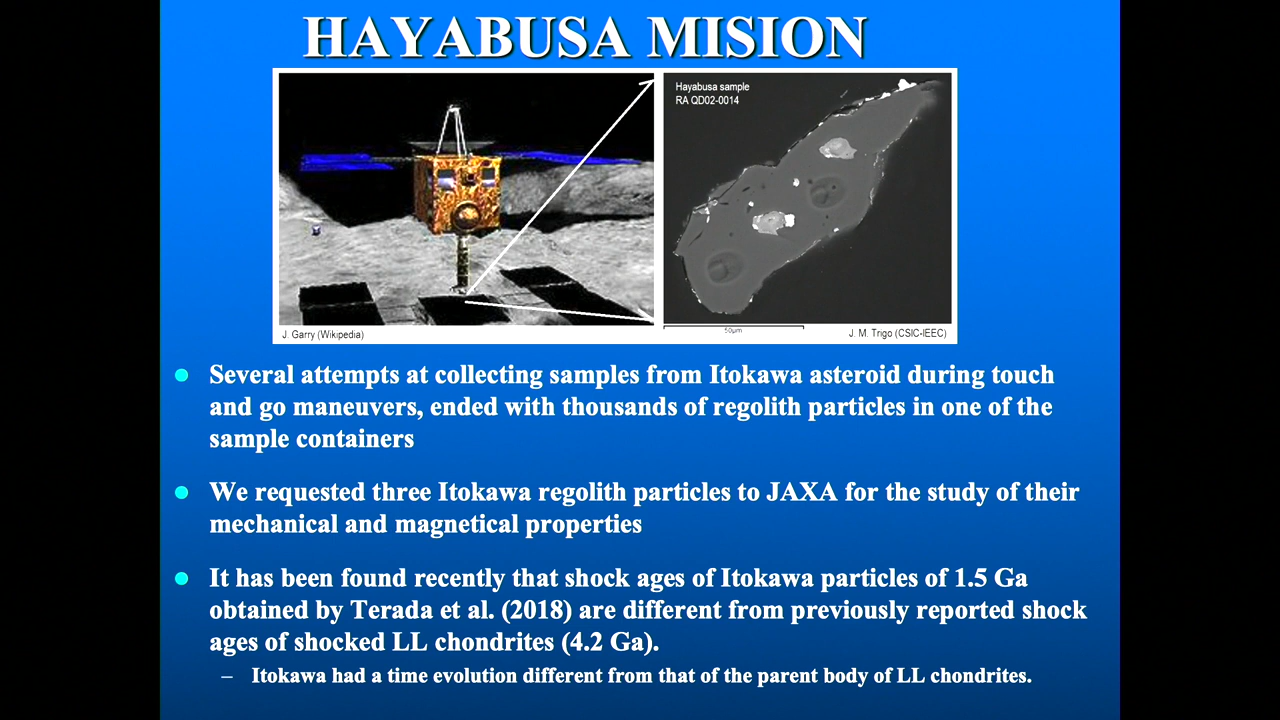 HAYABUSA MISION
Hayabusa sample
RA QD02-0014
J. Garry (Wikipedia)
50µm
J. M. Trigo (CSIC-IEEC)
Several attempts at collecting samples from Itokawa asteroid during touch
and go maneuvers, ended with thousands of regolith particles in one of the
sample containers
We requested three Itokawa regolith particles to JAXA for the study of their
mechanical and magnetical properties
It has been found recently that shock ages of Itokawa particles of 1.5 Ga
obtained by Terada et al. (2018) are different from previously reported shock
ages of shocked LL chondrites (4.2 Ga).
– Itokawa had a time evolution different from that of the parent body of LL chondrites.